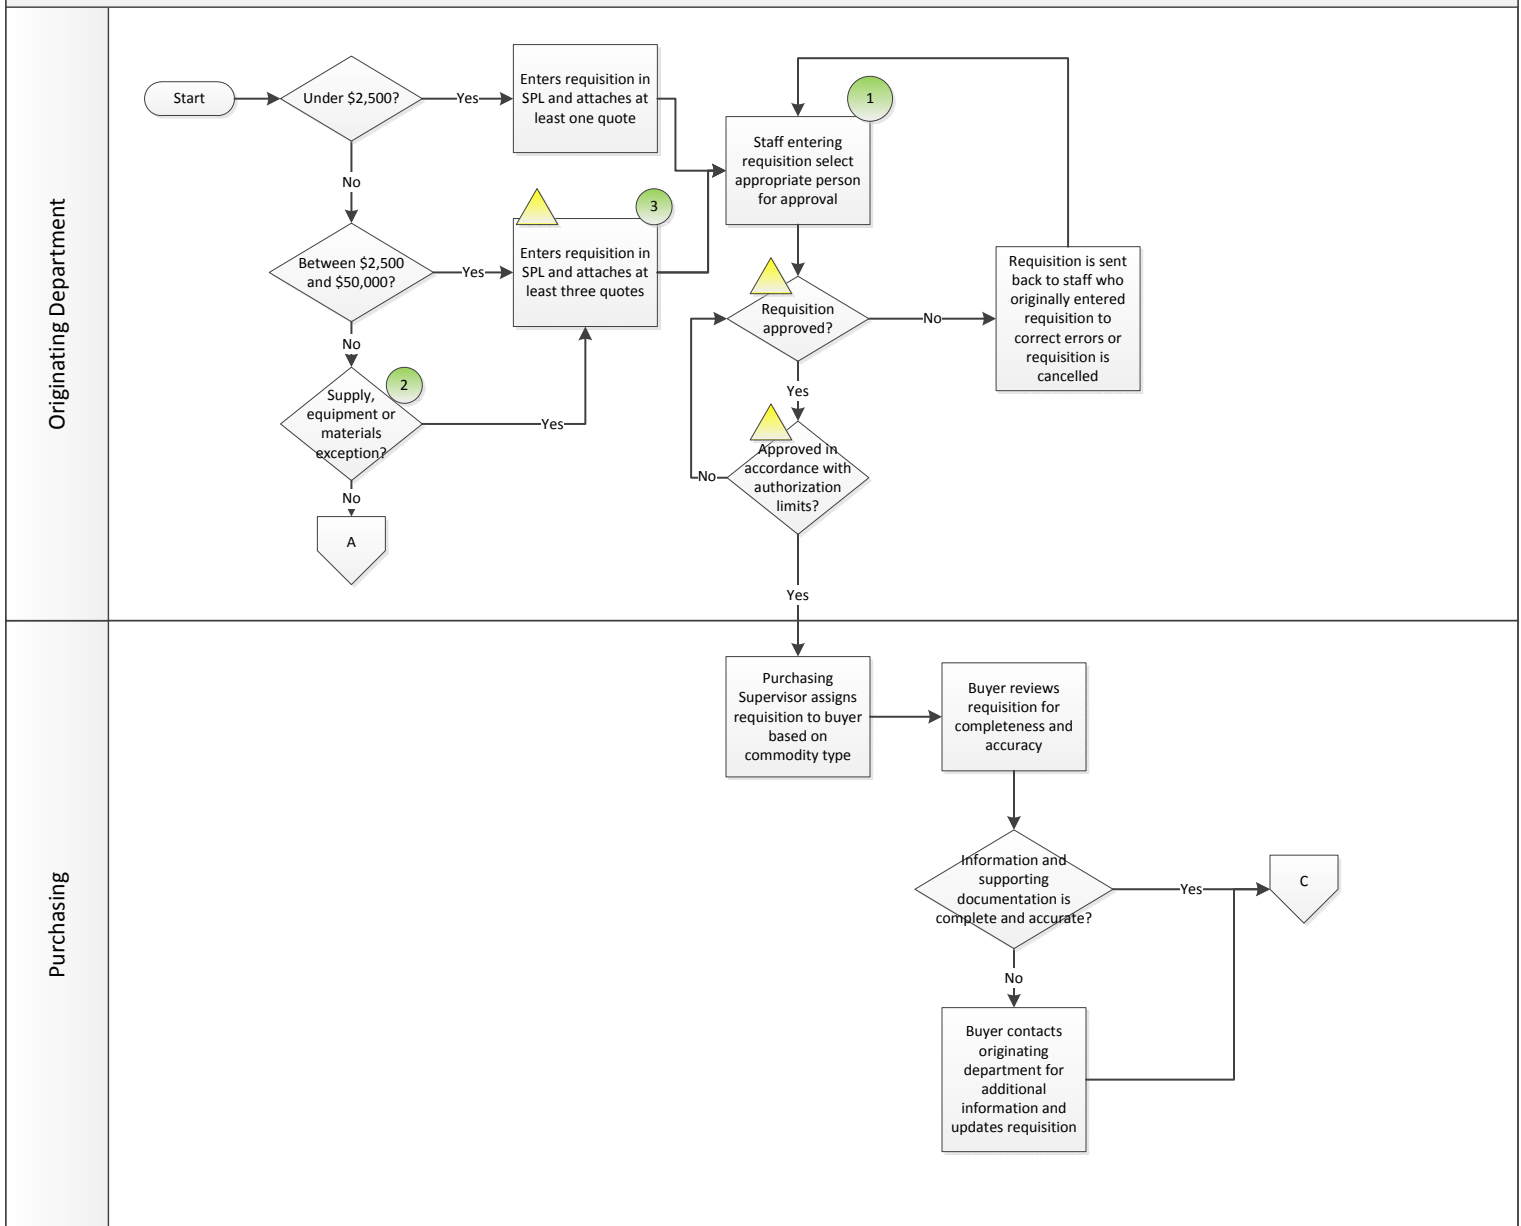 Originating Department
Start
Under $2,500?
Yes
Enters requisition in
SPL and attaches at
least one quote
No
Between $2,500
and $50,000?
Yes
3
Enters requisition in
SPL and attaches at
least three quotes
No
2
Supply,
equipment or
materials
exception?
Yes
No
A
1
Staff entering
requisition select
appropriate person
for approval
Requisition
approved?
No
Requisition is sent
back to staff who
originally entered
requisition to
correct errors or
requisition is
cancelled
Yes
Approved in
accordance with
authorization
limits?
No
Yes
Purchasing
Purchasing
Supervisor assigns
requisition to buyer
based on
commodity type
Buyer reviews
requisition for
completeness and
accuracy
Information and
supporting
documentation is
complete and accurate?
Yes
C
No
Buyer contacts
originating
department for
additional
information and
updates requisition